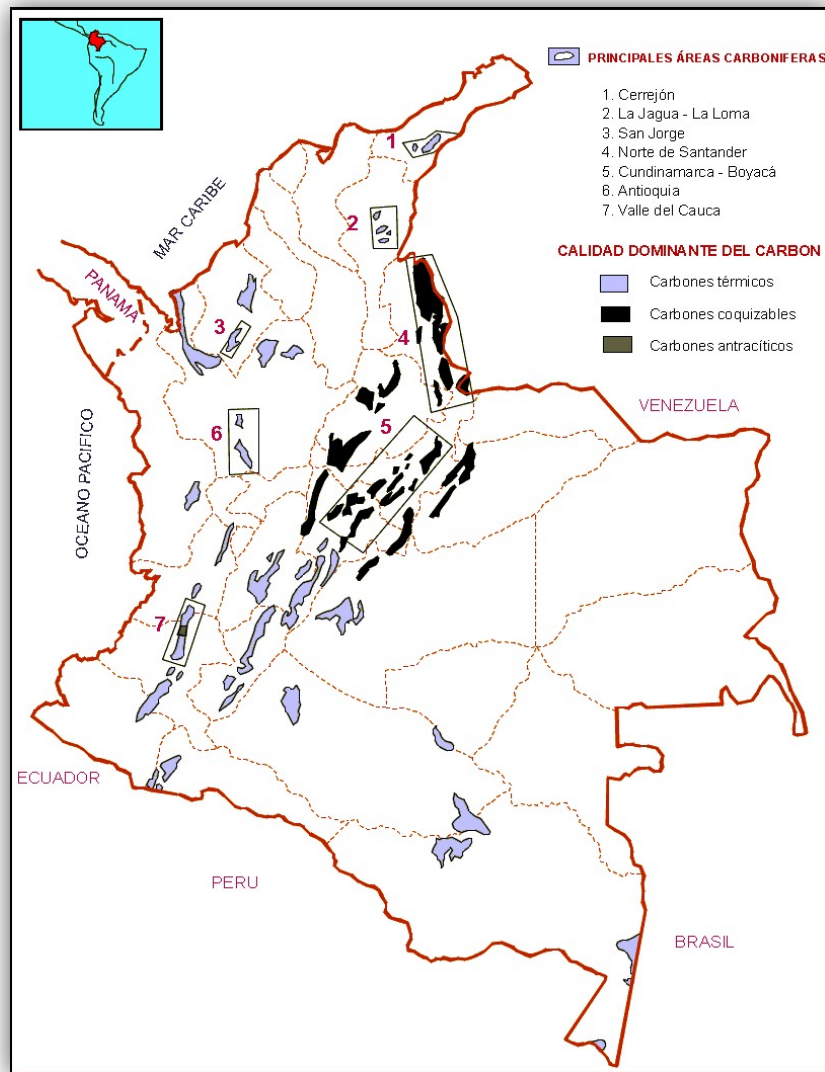 PRINCIPALES ÁREAS CARBONIFERAS
1. Cerrejón
2. La Jagua - La Loma
3. San Jorge
4. Norte de Santander
5. Cundinamarca - Boyacá
6. Antioquia
7. Valle del Cauca
CALIDAD DOMINANTE DEL CARBON
Carbones térmicos
Carbones coquizables
Carbones antracíticos
MAR CARIBE
PANAMA
OCEANO PACIFICO
VENEZUELA
ECUADOR
PERU
BRASIL
1
2
3
4
5
6
7